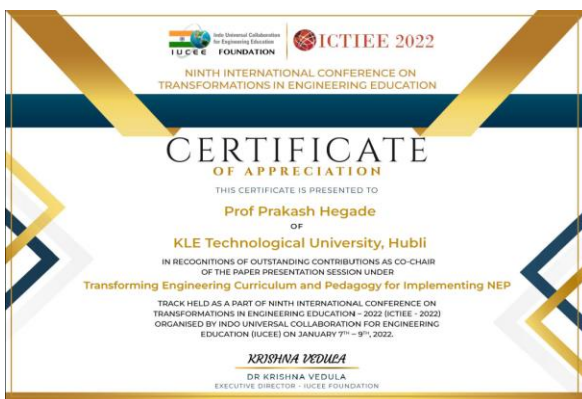 Indo Universal Collaboration
for Engineering Education
IUCEE FOUNDATION
ICTIEE 2022
NINTH INTERNATIONAL CONFERENCE ON
TRANSFORMATIONS IN ENGINEERING EDUCATION
CERTIFICATE
OF APPRECIATION
THIS CERTIFICATE IS PRESENTED TO
Prof Prakash Hegade
OF
KLE Technological University, Hubli
IN RECOGNITIONS OF OUTSTANDING CONTRIBUTIONS AS CO-CHAIR
OF THE PAPER PRESENTATION SESSION UNDER
Transforming Engineering Curriculum and Pedagogy for Implementing NEP
TRACK HELD AS A PART OF NINTH INTERNATIONAL CONFERENCE ON
TRANSFORMATIONS IN ENGINEERING EDUCATION – 2022 (ICTIEE - 2022)
ORGANISED BY INDO UNIVERSAL COLLABORATION FOR ENGINEERING
EDUCATION (IUCEE) ON JANUARY 7TH – 9TH, 2022.
KRISHNA VEDULA
DR KRISHNA VEDULA
EXECUTIVE DIRECTOR - IUCEE FOUNDATION